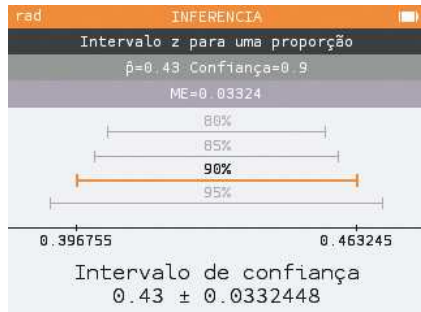 rad INFERENCIA
Intervalo z para uma proporção
p̂=0.43 Confiança=0.9
ME=0.03324
80%
85%
90%
95%
0.396755 0.463245
Intervalo de confiança
0.43 ± 0.0332448